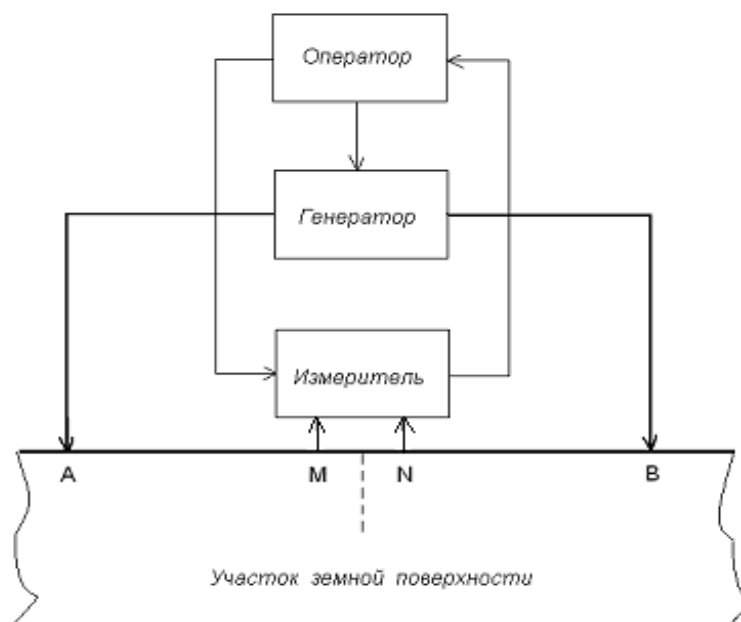 Оператор
Генератор
Измеритель
A M N B
Участок земной поверхности